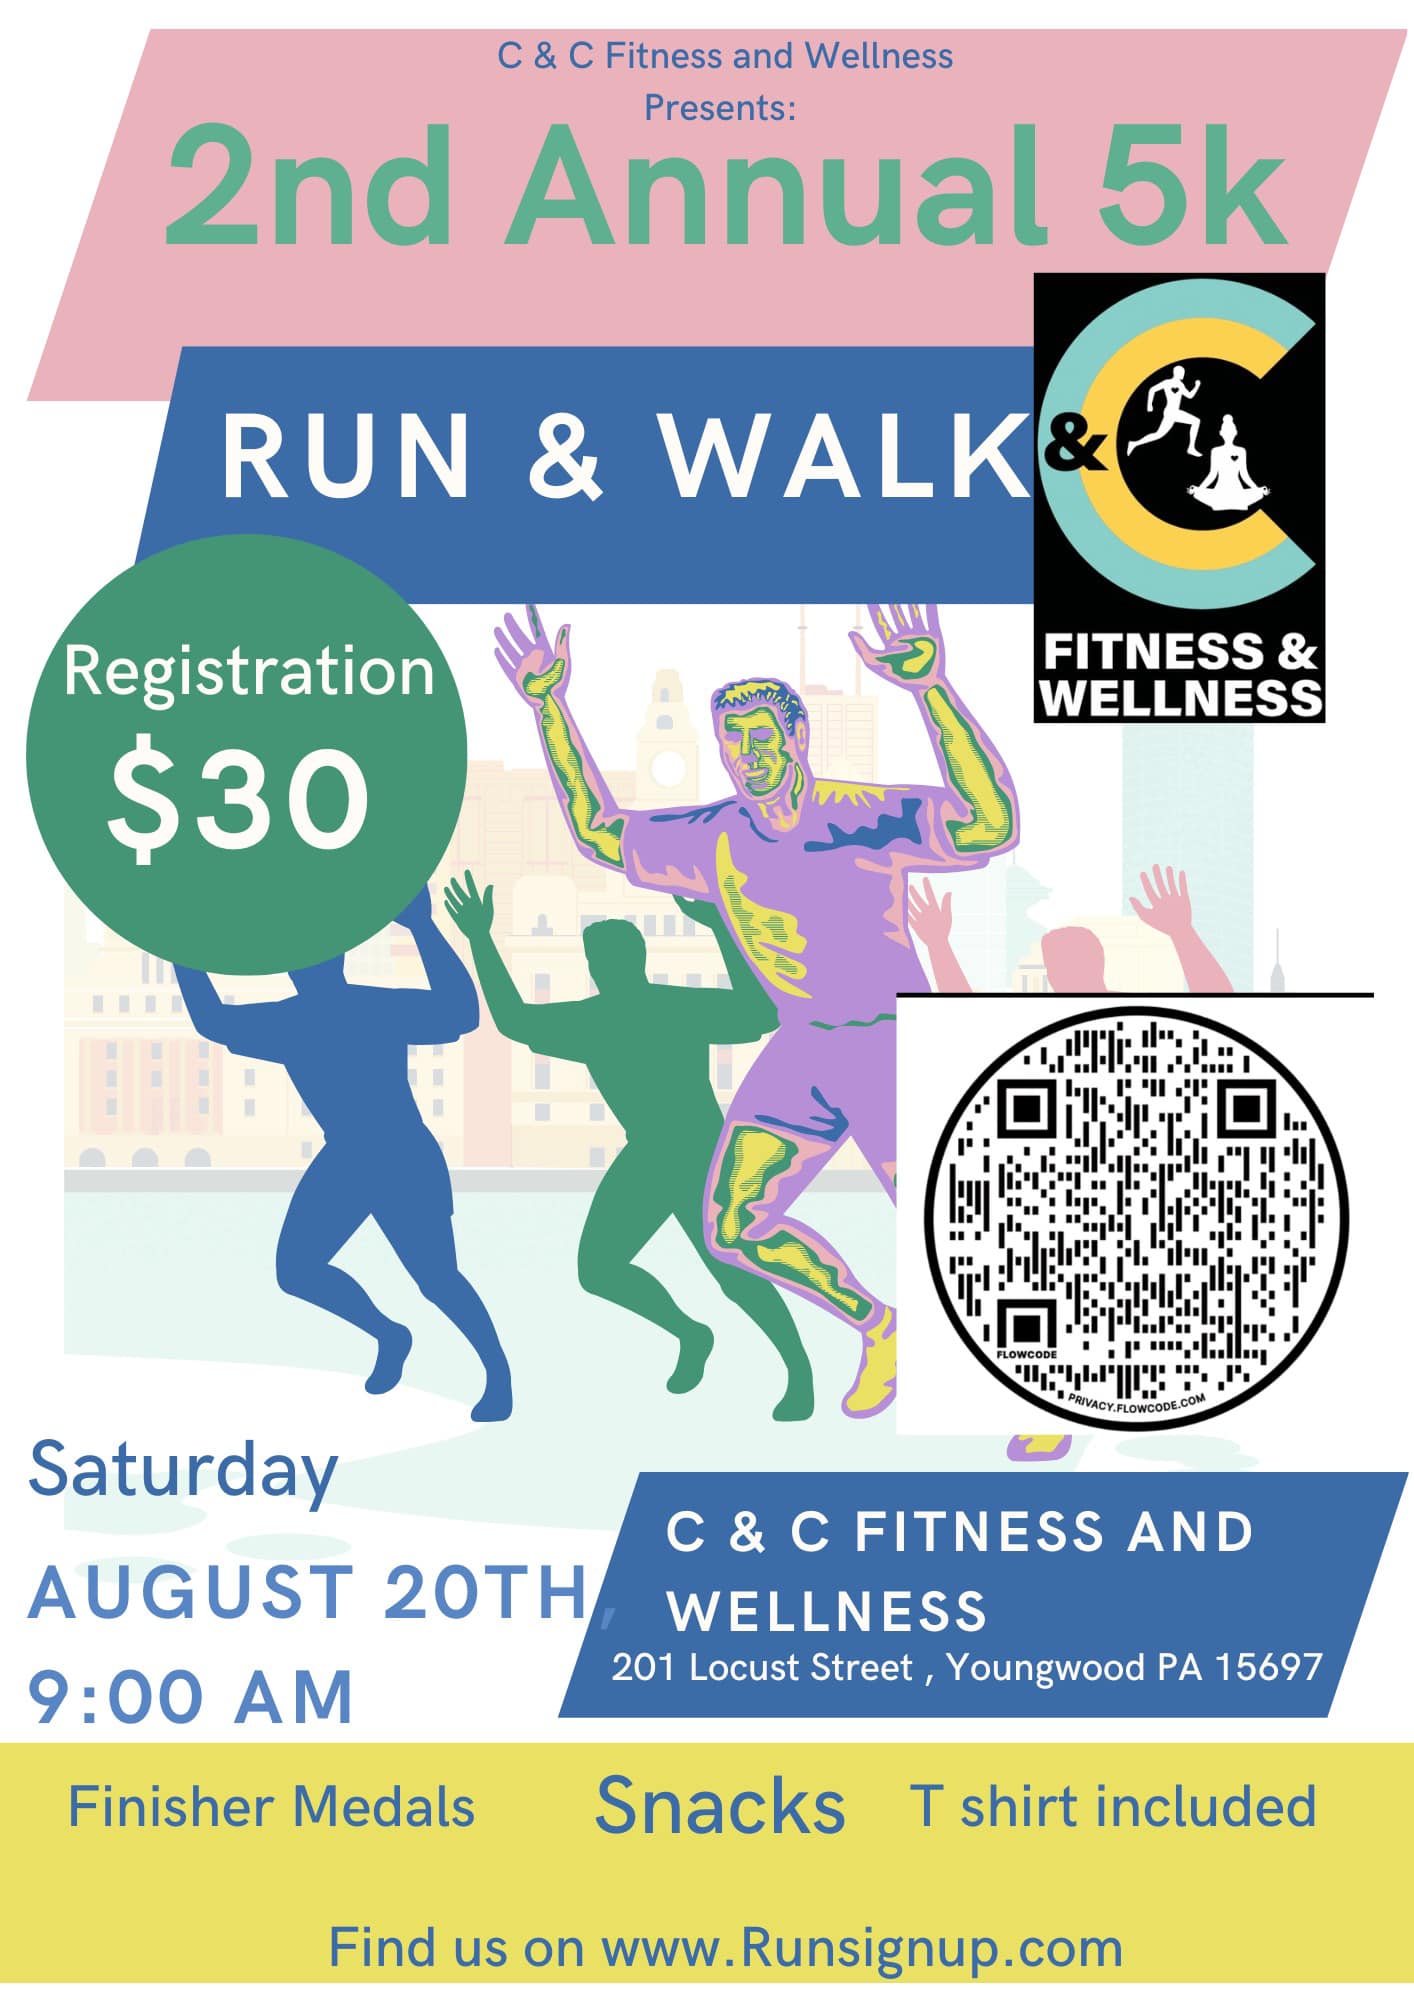 C & C Fitness and Wellness
Presents:
2nd Annual 5k
RUN & WALK
&
FITNESS &
WELLNESS
Registration
$30
FLOWCODE
PRIVACY.FLOWCODE.COM
Saturday
AUGUST 20TH,
9:00 AM
C & C FITNESS AND
WELLNESS
201 Locust Street , Youngwood PA 15697
Finisher Medals Snacks T shirt included
Find us on www.Runsignup.com